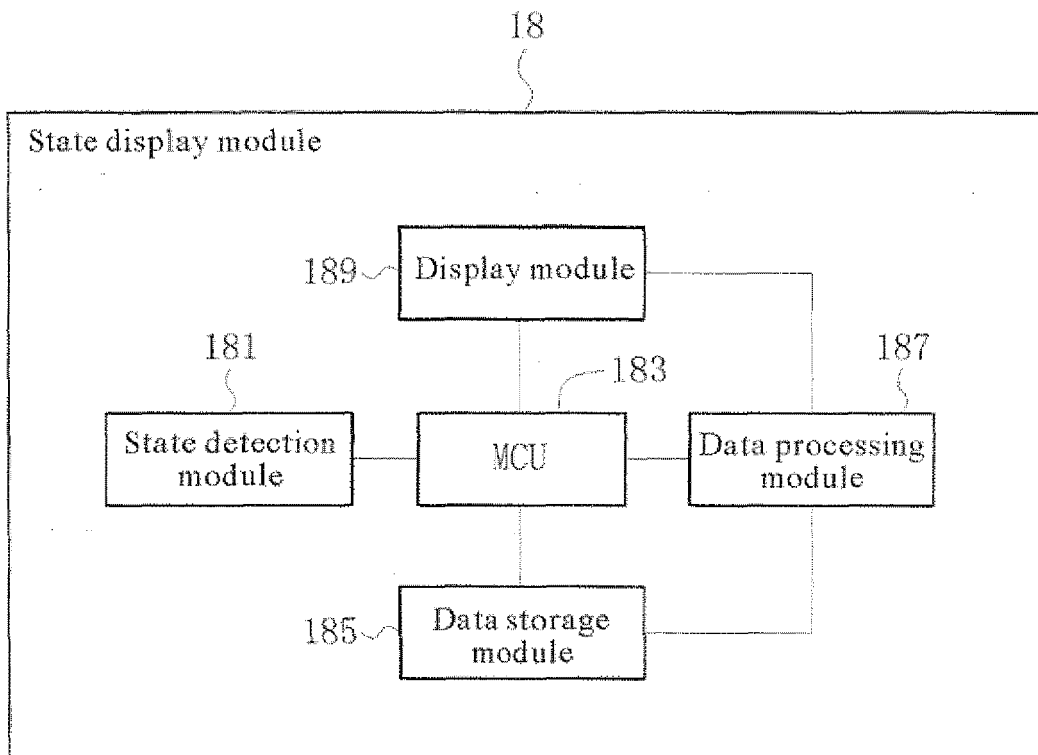 18
State display module
189
Display module
181
183
187
State detection
module
MCU
Data processing
module
185
Data storage
module